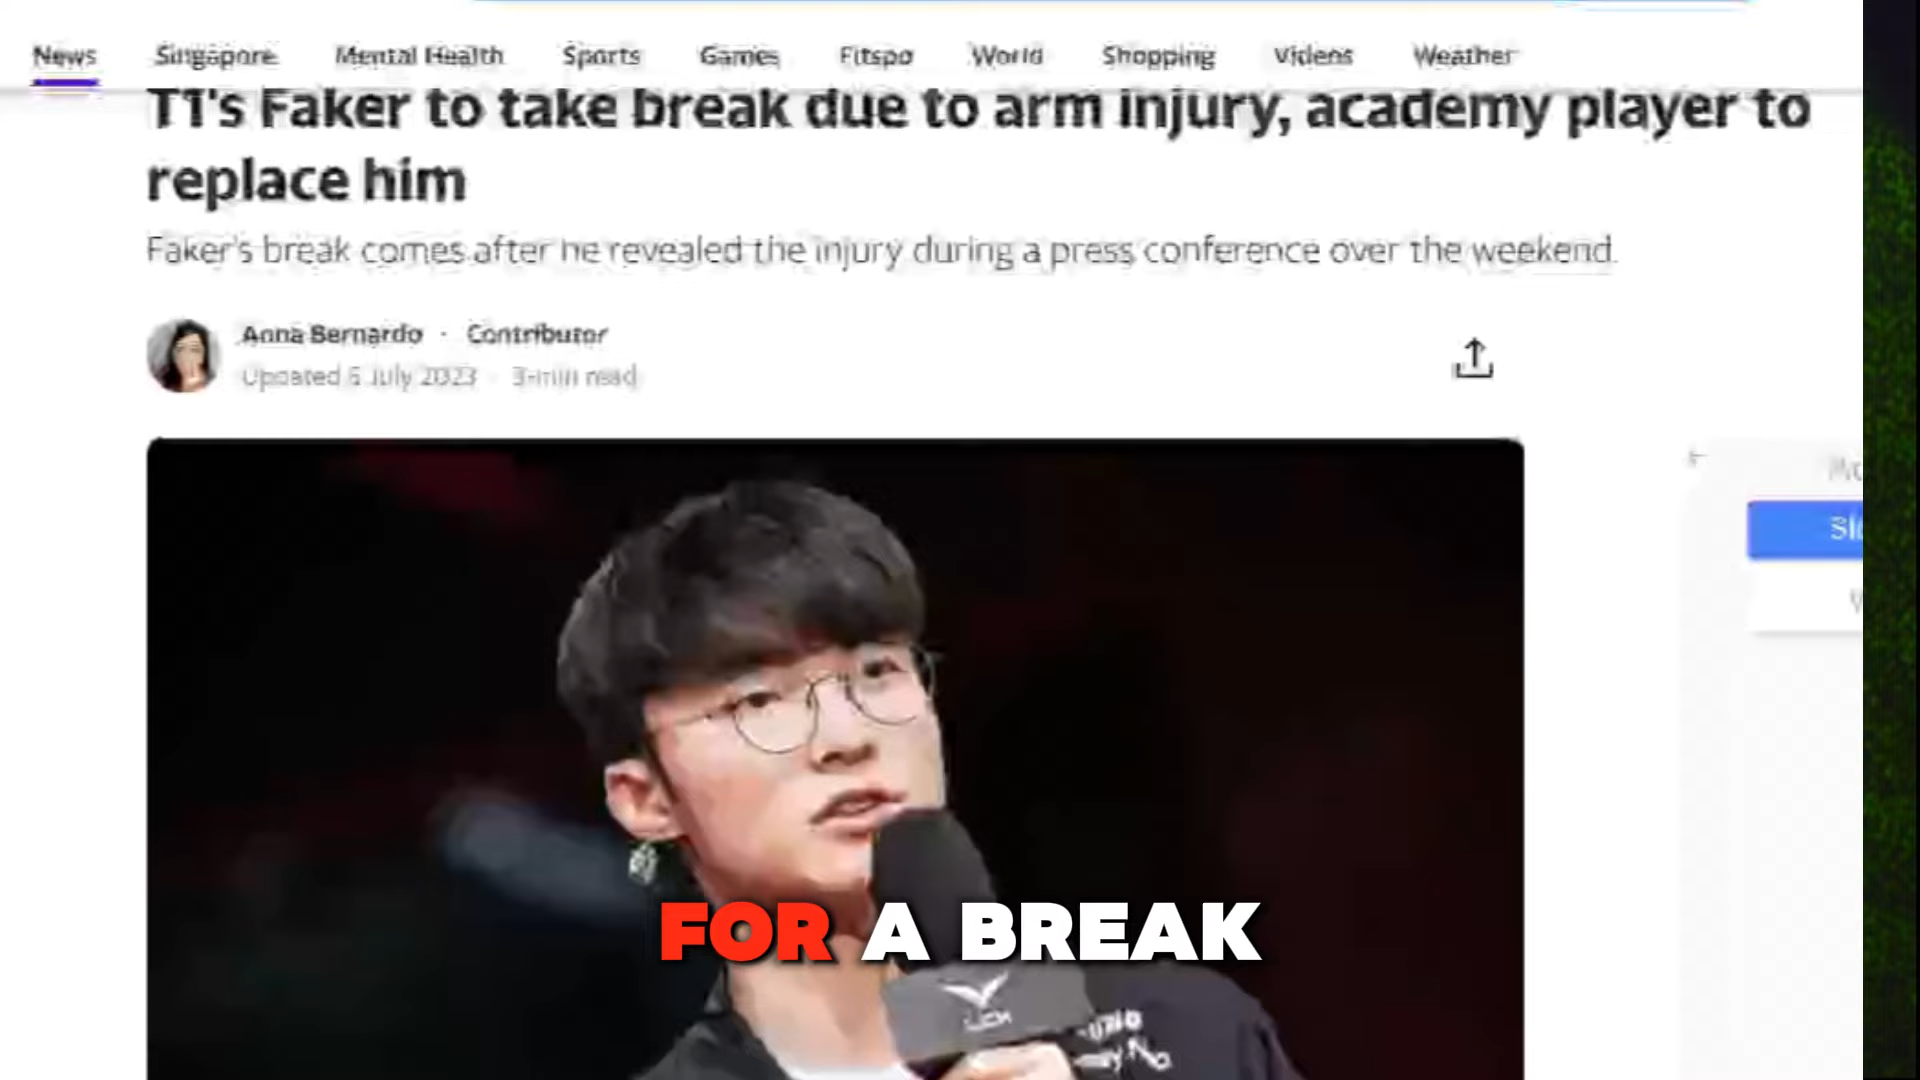 News Singapore Mental Health Sports Games Fitspo World Shopping Videos Weather
T1's Faker to take break due to arm injury, academy player to
replace him
Faker's break comes after he revealed the injury during a press conference over the weekend.
Anna Bernardo · Contributor
Updated 5 July 2023 · 3-min read
FOR A BREAK
LCK